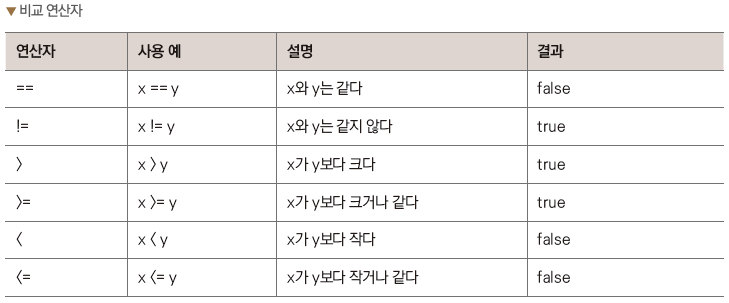 ▼ 비교 연산자
연산자 사용 예 설명 결과
== x == y x와 y는 같다 false
!= x != y x와 y는 같지 않다 true
> x > y x가 y보다 크다 true
>= x >= y x가 y보다 크거나 같다 true
< x < y x가 y보다 작다 false
<= x <= y x가 y보다 작거나 같다 false